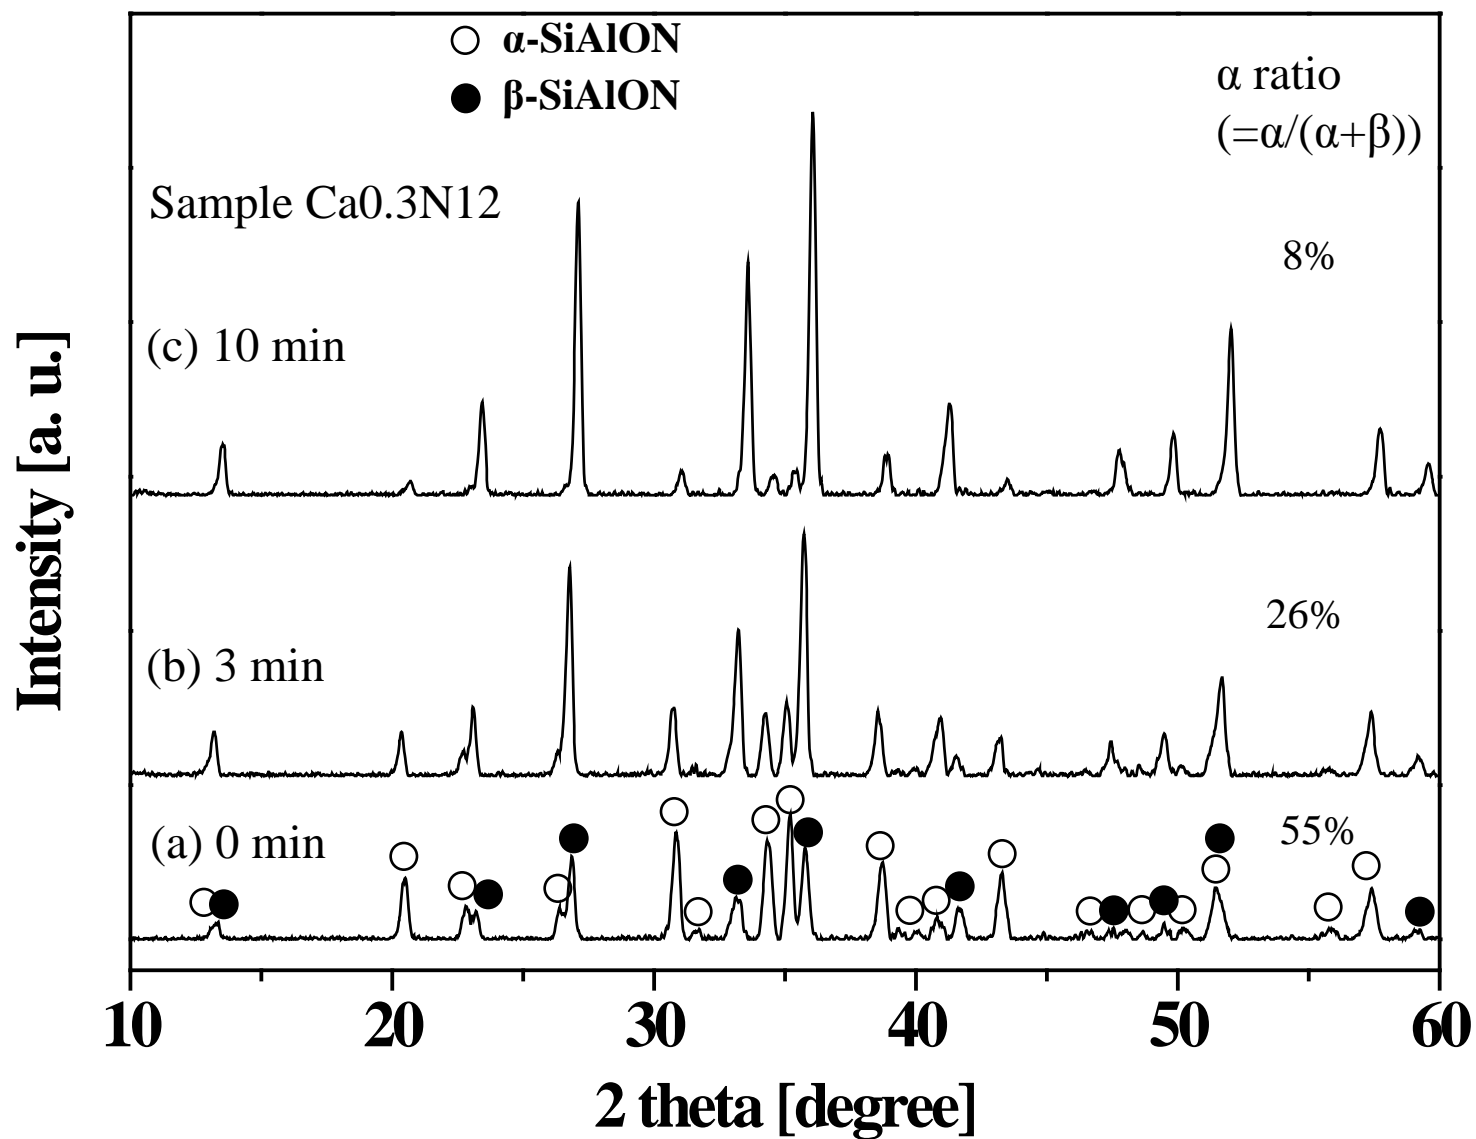 α-SiAlON
β-SiAlON
α ratio
(=α/(α+β))
Sample Ca0.3N12
8%
(c) 10 min
26%
(b) 3 min
55%
(a) 0 min
Intensity [a. u.]
10 20 30 40 50 60
2 theta [degree]